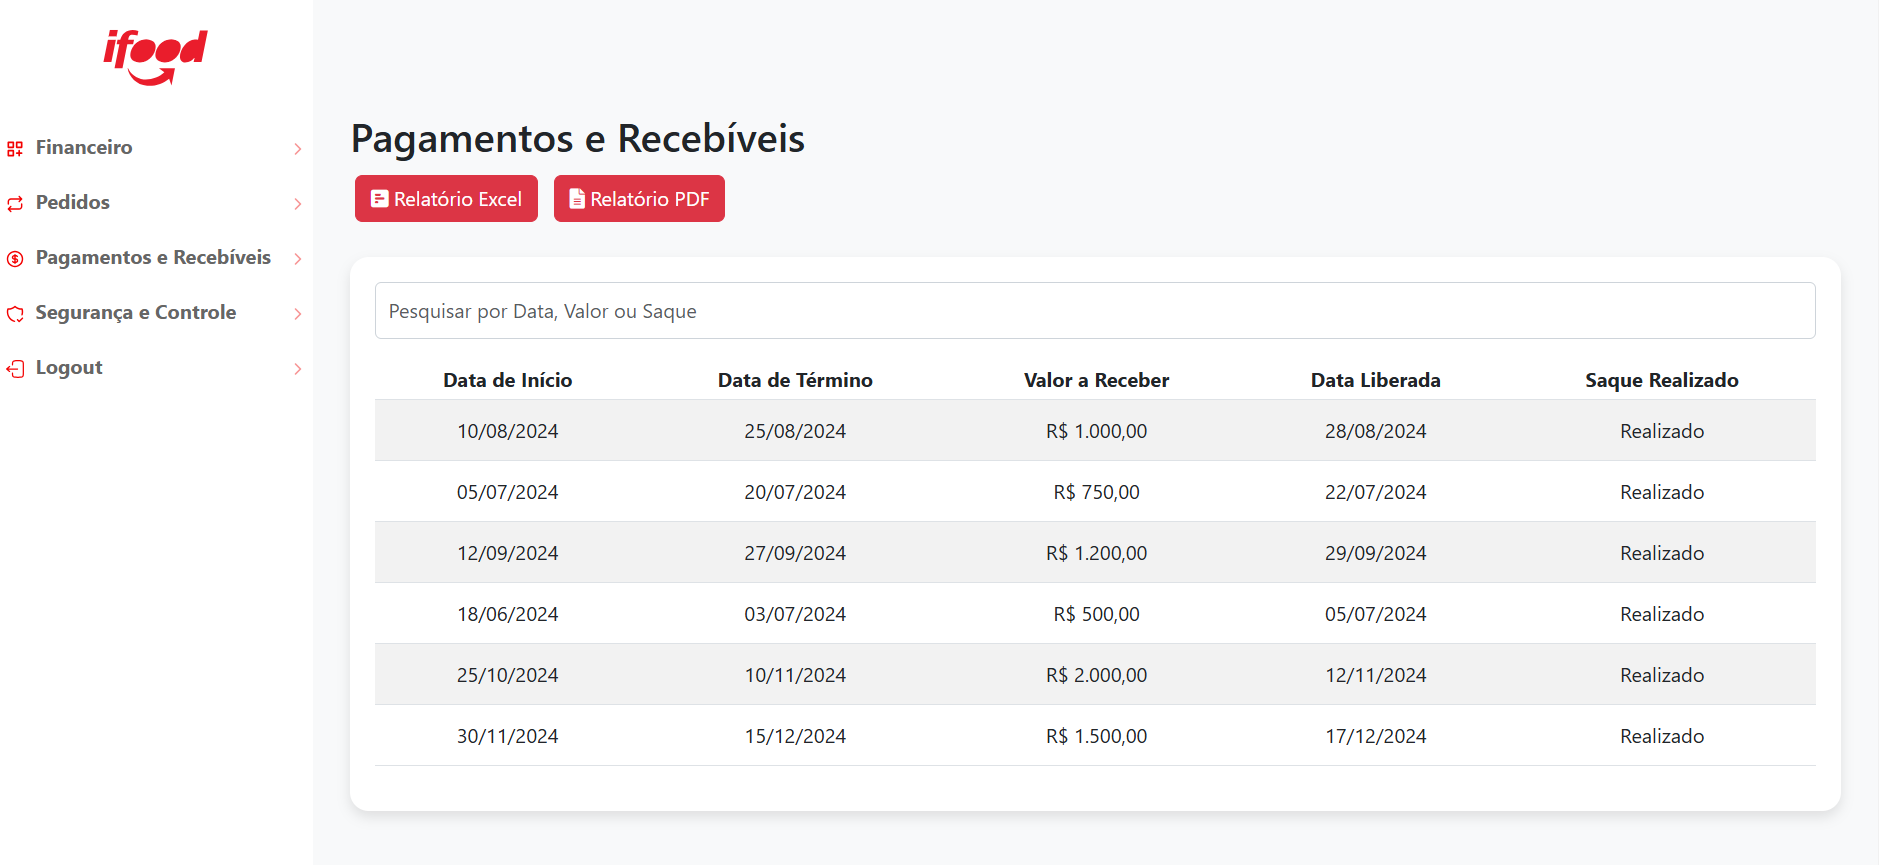 ifood
Financeiro
Pedidos
Pagamentos e Recebíveis
Segurança e Controle
Logout
Pagamentos e Recebíveis
Relatório Excel Relatório PDF
Pesquisar por Data, Valor ou Saque
Data de Início Data de Término Valor a Receber Data Liberada Saque Realizado
10/08/2024 25/08/2024 R$ 1.000,00 28/08/2024 Realizado
05/07/2024 20/07/2024 R$ 750,00 22/07/2024 Realizado
12/09/2024 27/09/2024 R$ 1.200,00 29/09/2024 Realizado
18/06/2024 03/07/2024 R$ 500,00 05/07/2024 Realizado
25/10/2024 10/11/2024 R$ 2.000,00 12/11/2024 Realizado
30/11/2024 15/12/2024 R$ 1.500,00 17/12/2024 Realizado